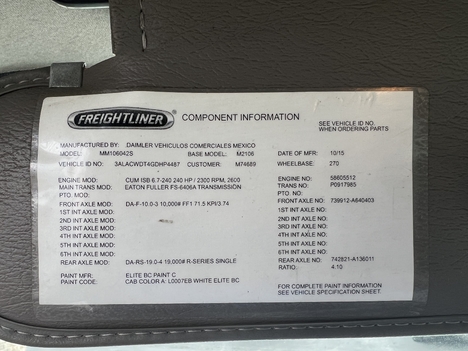 FREIGHTLINER
COMPONENT INFORMATION
SEE VEHICLE ID NO.
WHEN ORDERING PARTS
MANUFACTURED BY: DAIMLER VEHICULOS COMERCIALES MEXICO
MODEL: MM106042S BASE MODEL: M2106 DATE OF MFR: 10/15
VEHICLE ID NO: 3ALACWDT4GDHP4487 CUSTOMER: M74689 WHEELBASE: 270
ENGINE MOD: CUM ISB 6.7-240 240 HP / 2300 RPM, 2600 ENGINE NO: 58605512
MAIN TRANS MOD: EATON FULLER FS-6406A TRANSMISSION TRANS NO: P0917985
PTO. MOD: PTO. NO:
FRONT AXLE MOD: DA-F-10.0-3 10,000# FF1 71.5 KPI/3.74 FRONT AXLE NO: 739912-A640403
1ST INT AXLE MOD: 1ST INT AXLE NO:
2ND INT AXLE MOD: 2ND INT AXLE NO:
3RD INT AXLE MOD: 3RD INT AXLE NO:
4TH INT AXLE MOD: 4TH INT AXLE NO:
5TH INT AXLE MOD: 5TH INT AXLE NO:
6TH INT AXLE MOD: 6TH INT AXLE NO:
REAR AXLE MOD: DA-RS-19.0-4 19,000# R-SERIES SINGLE REAR AXLE NO: 742821-A136011
RATIO: 4.10
PAINT MFR: ELITE BC PAINT C
PAINT CODE: CAB COLOR A: L0007EB WHITE ELITE BC
FOR COMPLETE PAINT INFORMATION
SEE VEHICLE SPECIFICATION SHEET.